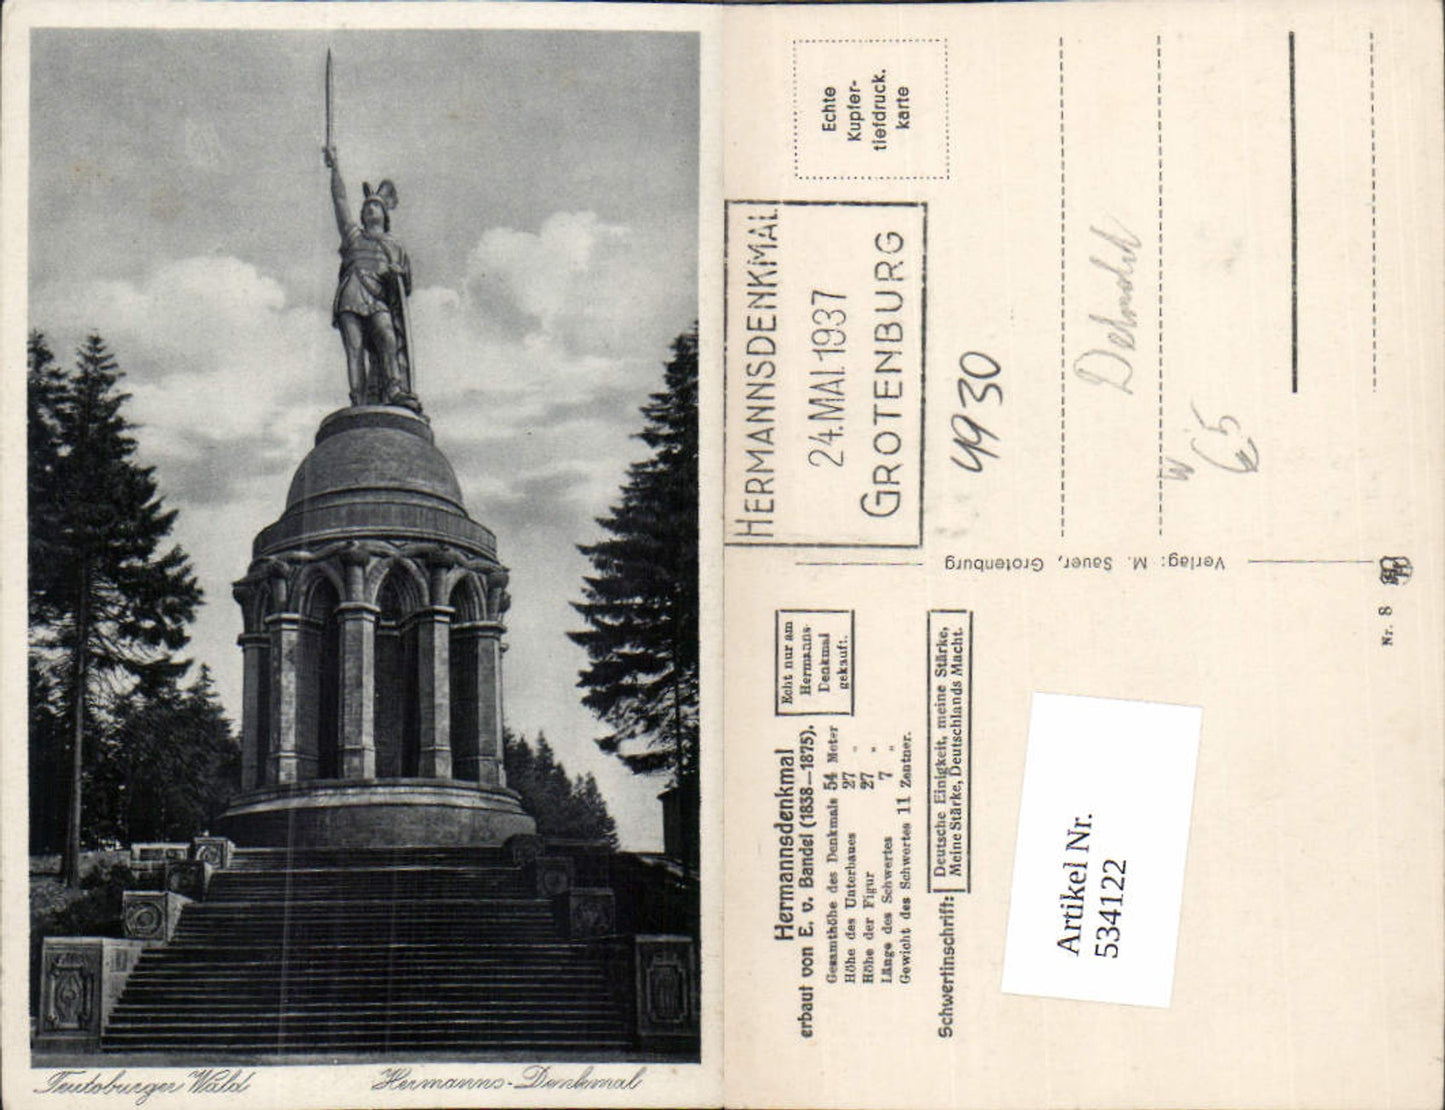 Teutoburger Wald
Hermanns-Denkmal
Echte
Kupfer-
tiefdruck.
karte
HERMANNSDENKMAL
24. MAI. 1937
GROTENBURG
4930
Detmold
W
65
Verlag: M. Sauer, Grotenburg
Nr. 8
Hermannsdenkmal
erbaut von E. v. Bandel (1838—1875).
Gesamthöhe des Denkmals 54 Meter
Höhe des Unterbaues 27 "
Höhe der Figur 27 "
Länge des Schwertes 7 "
Gewicht des Schwertes 11 Zentner.
Echt nur am
Hermanns-
Denkmal
gekauft.
Schwertinschrift:
Deutsche Einigkeit, meine Stärke,
Meine Stärke, Deutschlands Macht.
Artikel Nr.
534122